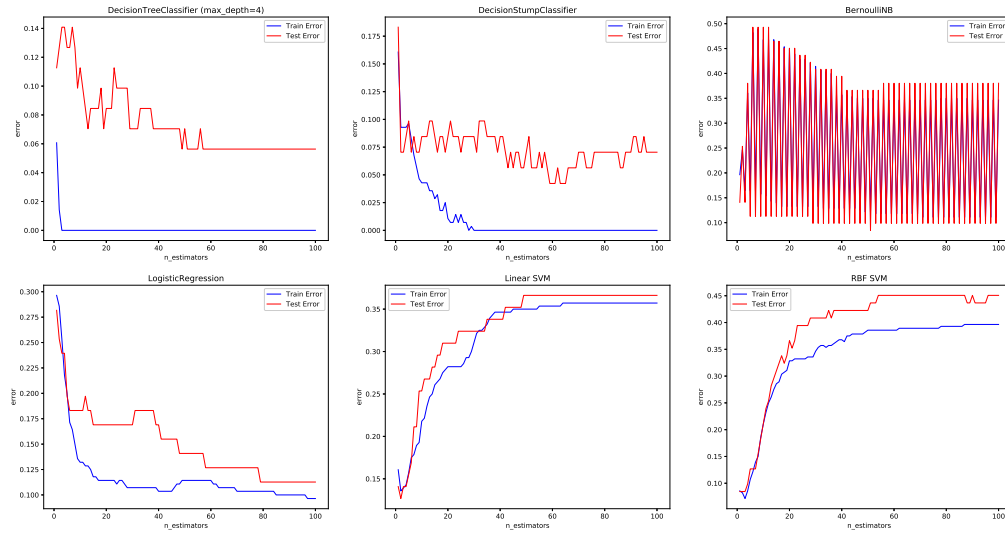 DecisionTreeClassifier (max_depth=4)
Train Error
Test Error
error
0.14
0.12
0.10
0.08
0.06
0.04
0.02
0.00
0 20 40 60 80 100
n_estimators
DecisionStumpClassifier
Train Error
Test Error
error
0.175
0.150
0.125
0.100
0.075
0.050
0.025
0.000
0 20 40 60 80 100
n_estimators
BernoulliNB
Train Error
Test Error
error
0.50
0.45
0.40
0.35
0.30
0.25
0.20
0.15
0.10
0 20 40 60 80 100
n_estimators
LogisticRegression
Train Error
Test Error
error
0.300
0.275
0.250
0.225
0.200
0.175
0.150
0.125
0.100
0 20 40 60 80 100
n_estimators
Linear SVM
Train Error
Test Error
error
0.35
0.30
0.25
0.20
0.15
0 20 40 60 80 100
n_estimators
RBF SVM
Train Error
Test Error
error
0.45
0.40
0.35
0.30
0.25
0.20
0.15
0.10
0 20 40 60 80 100
n_estimators